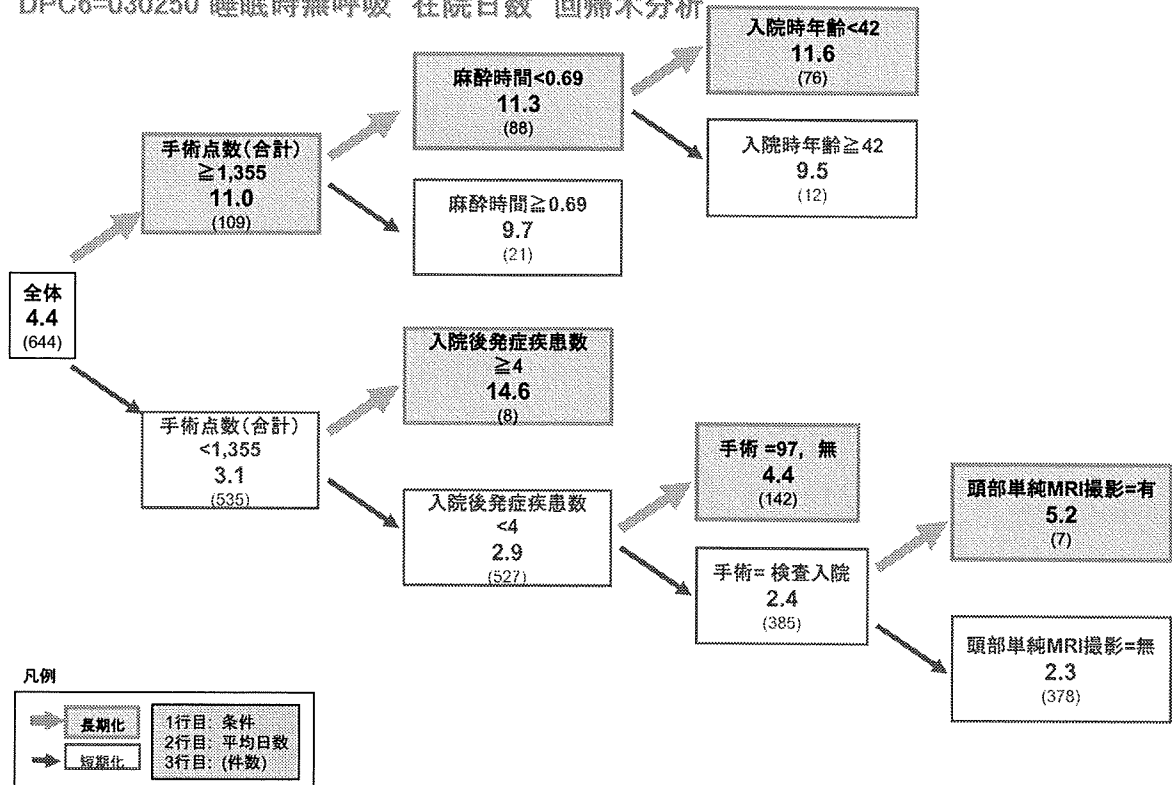 DPC6=030250 睡眠時無呼吸 在院日数 回帰木分析
入院時年齢<42
11.6
(76)
麻酔時間<0.69
11.3
(88)
入院時年齢≧42
9.5
(12)
手術点数(合計)
≧1,355
11.0
(109)
麻酔時間≧0.69
9.7
(21)
全体
4.4
(644)
入院後発症疾患数
≧4
14.6
(8)
手術点数(合計)
<1,355
3.1
(535)
手術 =97, 無
4.4
(142)
頭部単純MRI撮影=有
5.2
(7)
入院後発症疾患数
<4
2.9
(527)
手術= 検査入院
2.4
(385)
頭部単純MRI撮影=無
2.3
(378)
凡例
長期化
短期化
1行目: 条件
2行目: 平均日数
3行目: (件数)